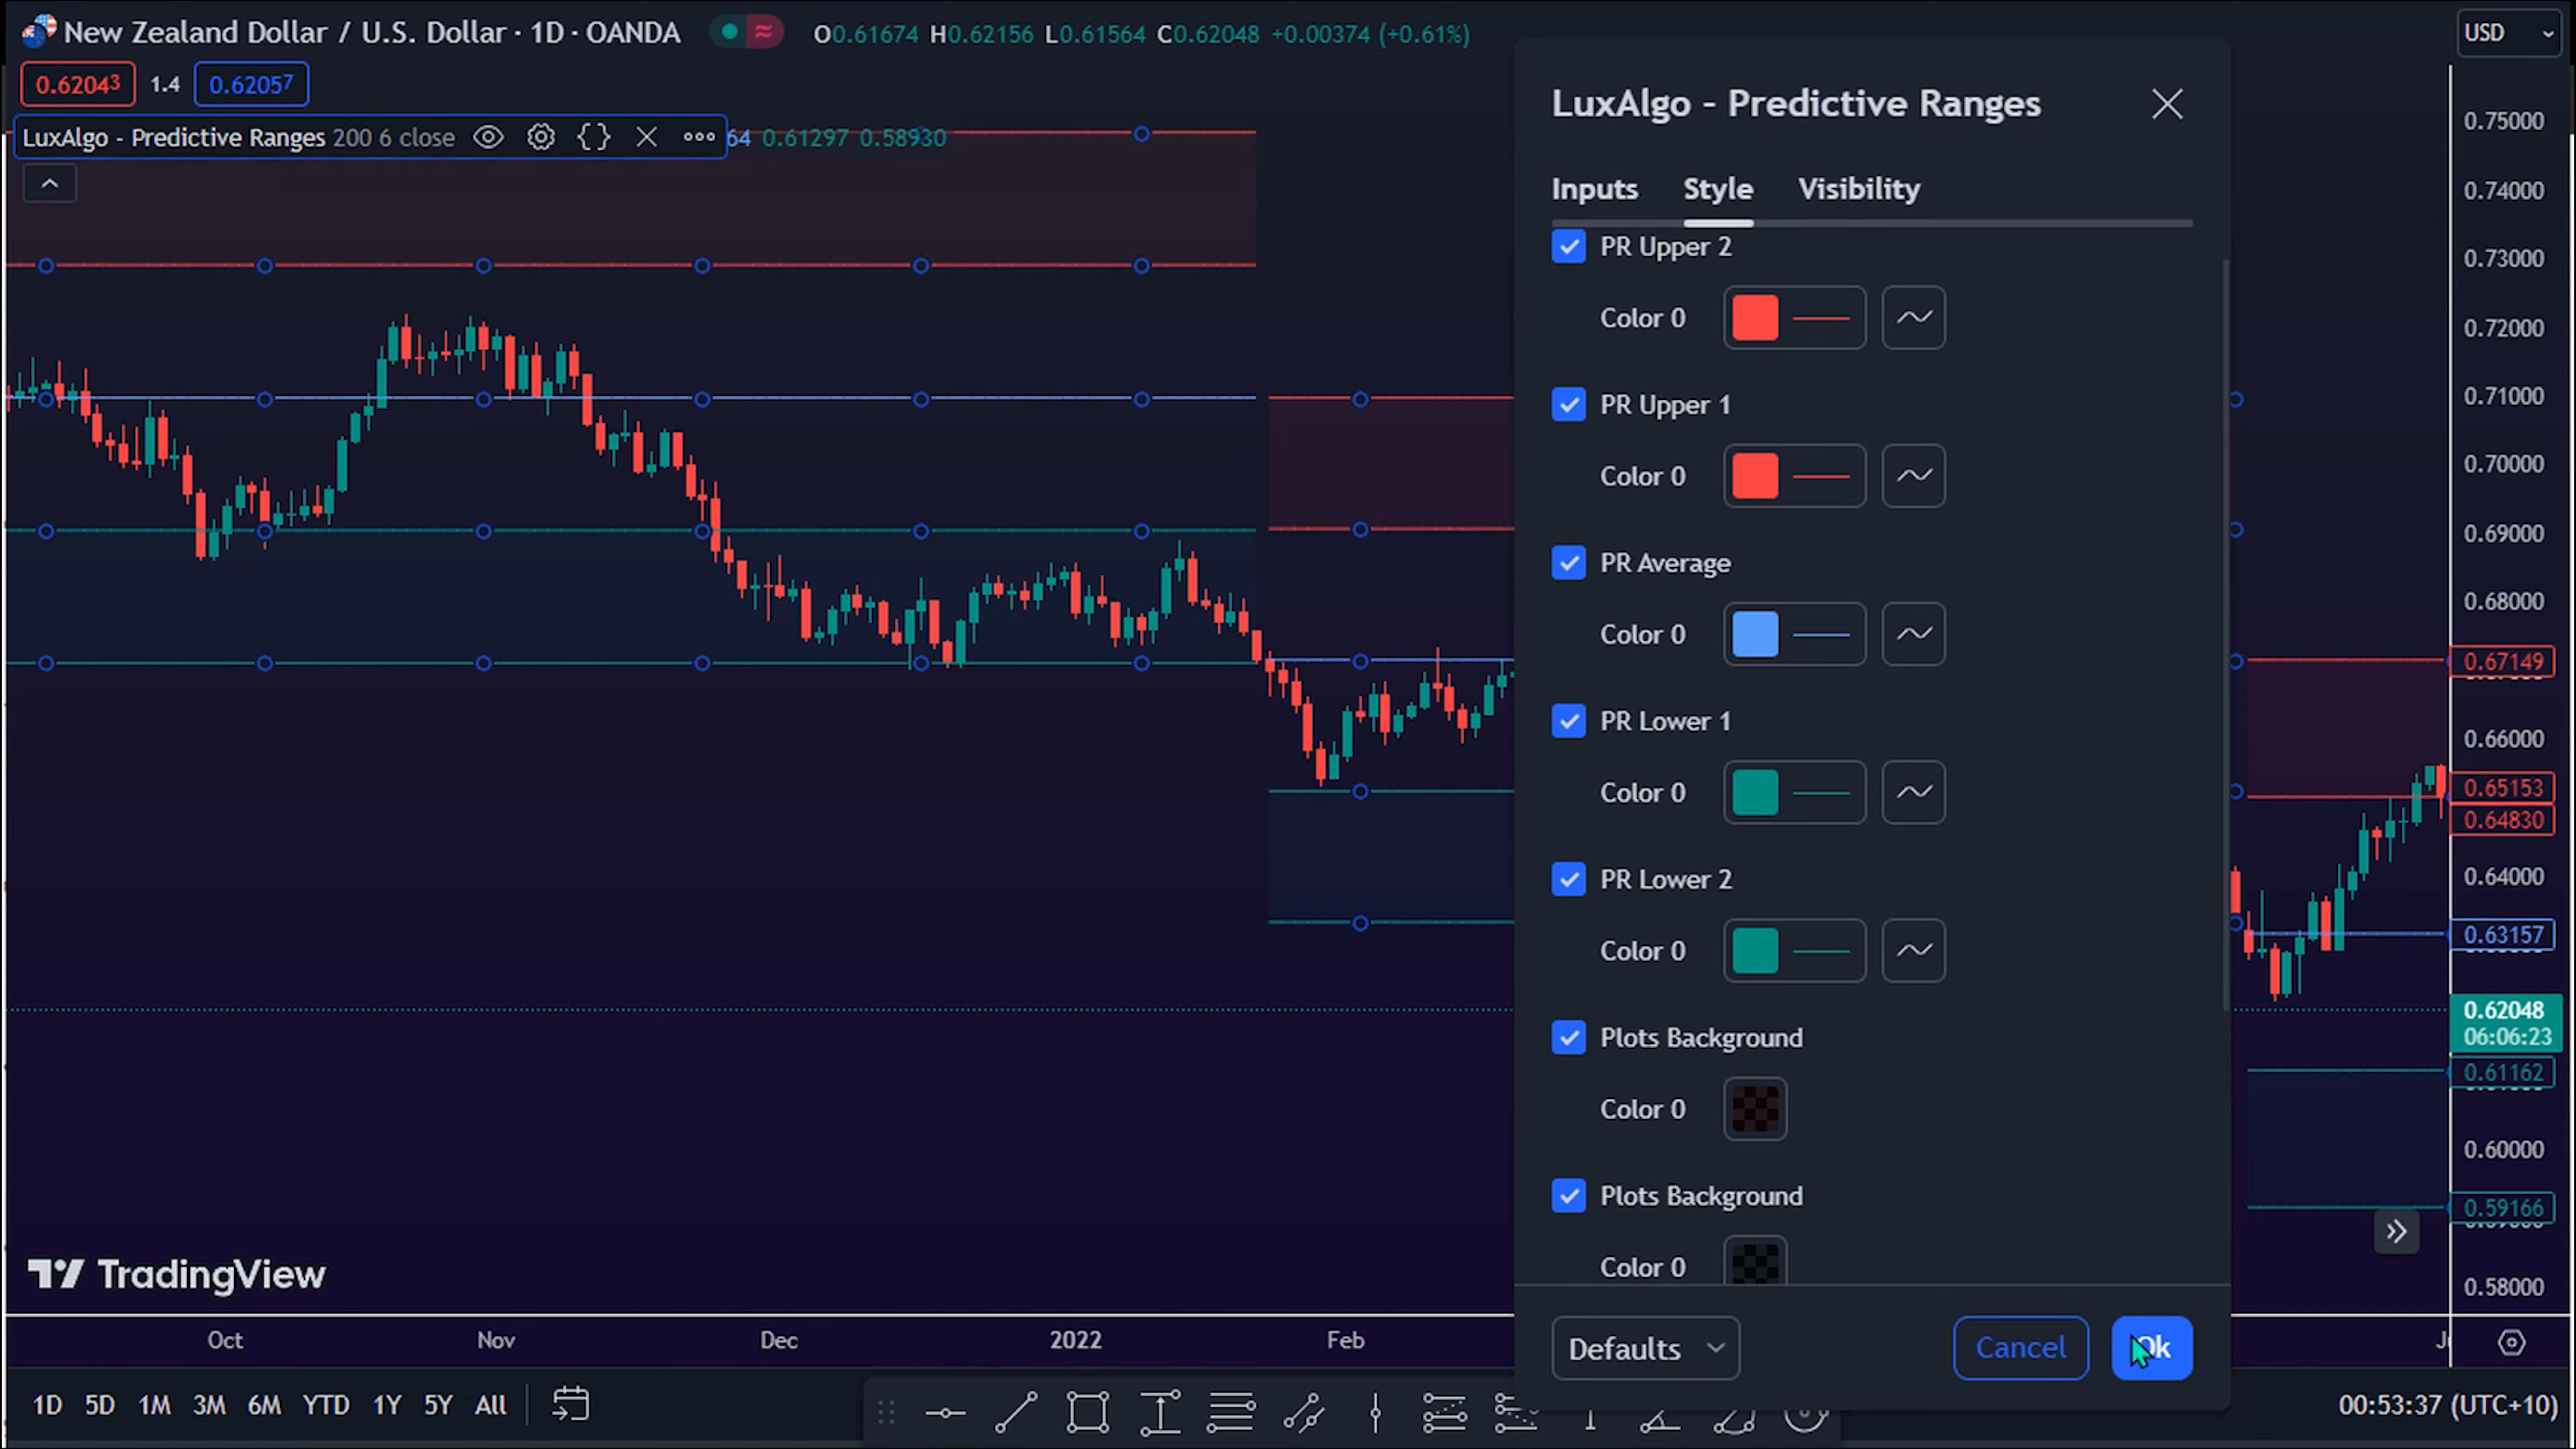 New Zealand Dollar / U.S. Dollar · 1D · OANDA
O0.61674 H0.62156 L0.61564 C0.62048 +0.00374 (+0.61%)
USD
0.62043 1.4 0.62057
LuxAlgo - Predictive Ranges 200 6 close
64 0.61297 0.58930
LuxAlgo - Predictive Ranges
Inputs Style Visibility
PR Upper 2
Color 0
PR Upper 1
Color 0
PR Average
Color 0
PR Lower 1
Color 0
PR Lower 2
Color 0
Plots Background
Color 0
Plots Background
Color 0
Defaults
Cancel
Ok
0.75000
0.74000
0.73000
0.72000
0.71000
0.70000
0.69000
0.68000
0.67149
0.66000
0.65153
0.64830
0.64000
0.63157
0.62048
06:06:23
0.61162
0.60000
0.59166
0.58000
TradingView
Oct Nov Dec 2022 Feb
1D 5D 1M 3M 6M YTD 1Y 5Y All
00:53:37 (UTC+10)